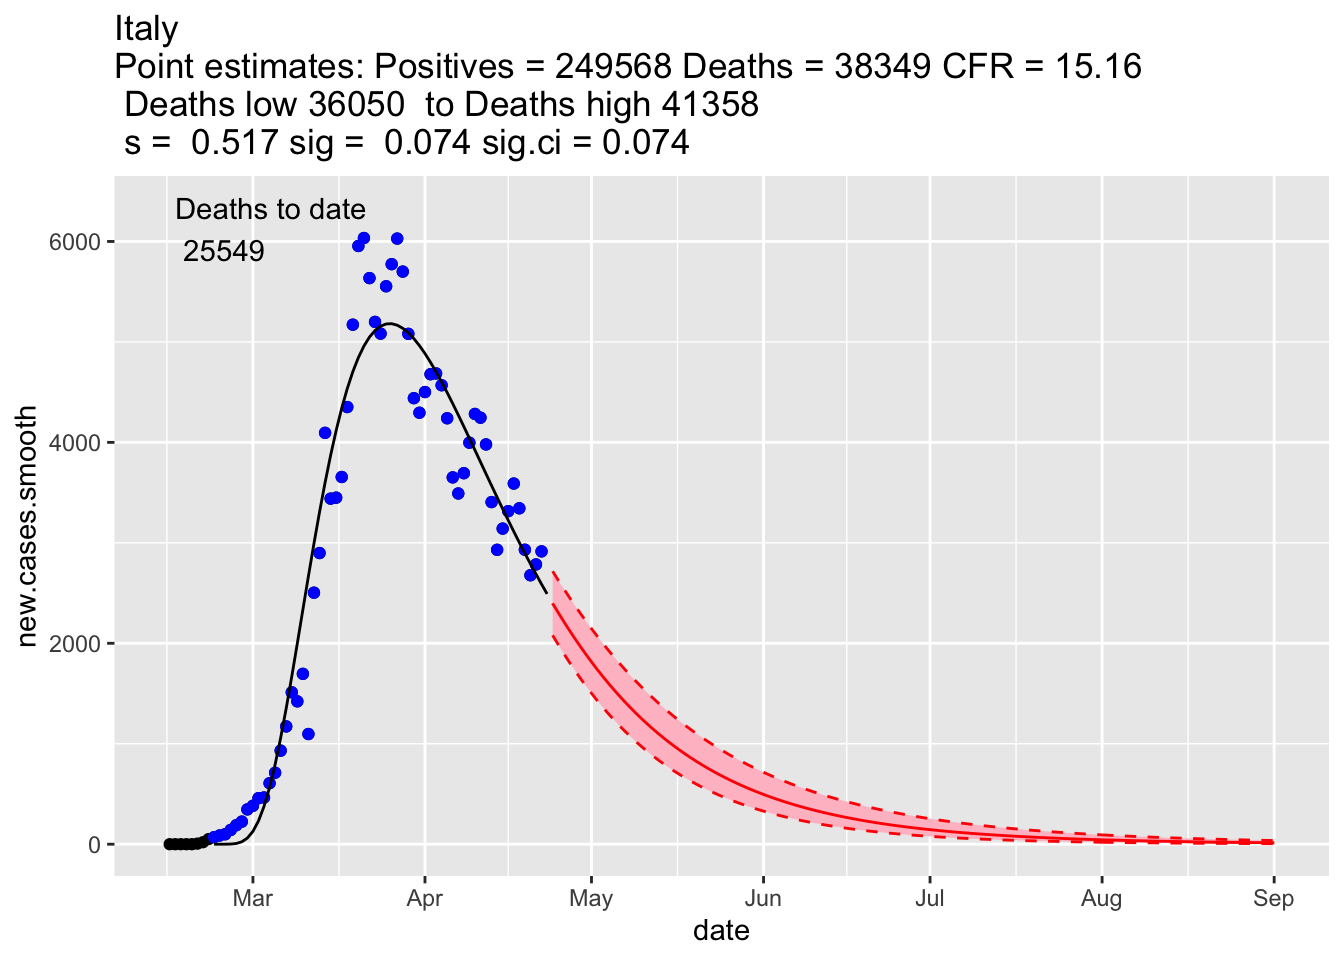 Italy
Point estimates: Positives = 249568 Deaths = 38349 CFR = 15.16
Deaths low 36050  to Deaths high 41358
s =  0.517 sig =  0.074 sig.ci = 0.074
Deaths to date
25549
6000
4000
2000
0
new.cases.smooth
Mar Apr May Jun Jul Aug Sep
date